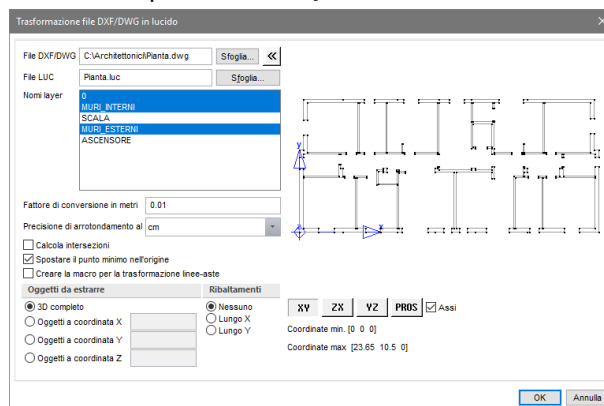 Trasformazione file DXF/DWG in lucido
File DXF/DWG C:\Architettonici\Pianta.dwg Sfoglia...
File LUC Pianta.luc Sfoglia...
Nomi layer 0
MURI_INTERNI
SCALA
MURI_ESTERNI
ASCENSORE
y
x
Fattore di conversione in metri 0.01
Precisione di arrotondamento al cm
Calcola intersezioni
Spostare il punto minimo nell'origine
Creare la macro per la trasformazione linee-aste
Oggetti da estrarre Ribaltamenti
3D completo Nessuno
Oggetti a coordinata X Lungo X
Oggetti a coordinata Y Lungo Y
Oggetti a coordinata Z
XY ZX YZ PROS Assi
Coordinate min. [0 0 0]
Coordinate max [23.65 10.5 0]
OK Annulla